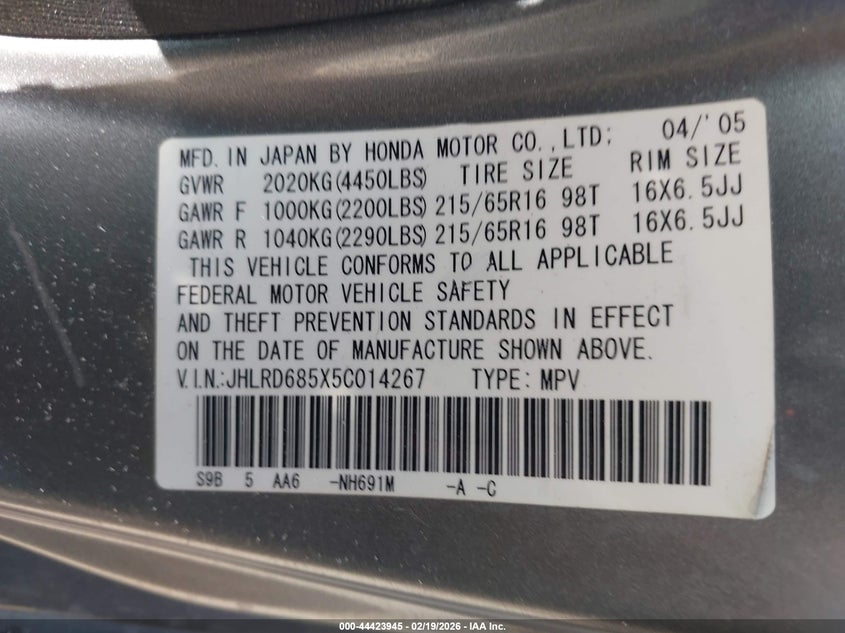 MFD. IN JAPAN BY HONDA MOTOR CO.,LTD; 04/'05
GVWR 2020KG(4450LBS) TIRE SIZE RIM SIZE
GAWR F 1000KG(2200LBS) 215/65R16 98T 16X6.5JJ
GAWR R 1040KG(2290LBS) 215/65R16 98T 16X6.5JJ
THIS VEHICLE CONFORMS TO ALL APPLICABLE
FEDERAL MOTOR VEHICLE SAFETY
AND THEFT PREVENTION STANDARDS IN EFFECT
ON THE DATE OF MANUFACTURE SHOWN ABOVE.
V.I.N.:JHLRD685X5C014267 TYPE: MPV
S9B 5 AA6 -NH691M -A -C
000-44423945 - 02/19/2026 - IAA Inc.